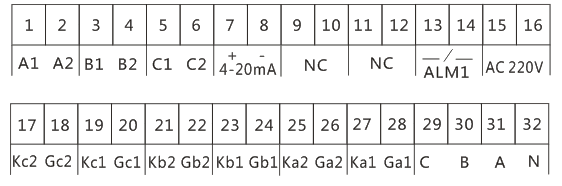 1 2 3 4 5 6 7 8 9 10 11 12 13 14 15 16
A1 A2 B1 B2 C1 C2 + - 4-20mA NC NC / ALM1 AC 220V
17 18 19 20 21 22 23 24 25 26 27 28 29 30 31 32
Kc2 Gc2 Kc1 Gc1 Kb2 Gb2 Kb1 Gb1 Ka2 Ga2 Ka1 Ga1 C B A N